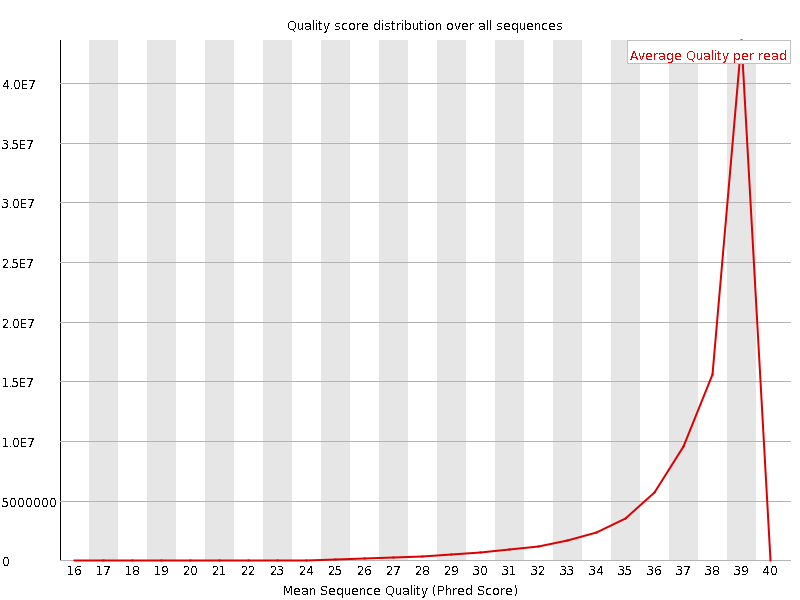 Quality score distribution over all sequences
Average Quality per read
4.0E7
3.5E7
3.0E7
2.5E7
2.0E7
1.5E7
1.0E7
5000000
0
16 17 18 19 20 21 22 23 24 25 26 27 28 29 30 31 32 33 34 35 36 37 38 39 40
Mean Sequence Quality (Phred Score)